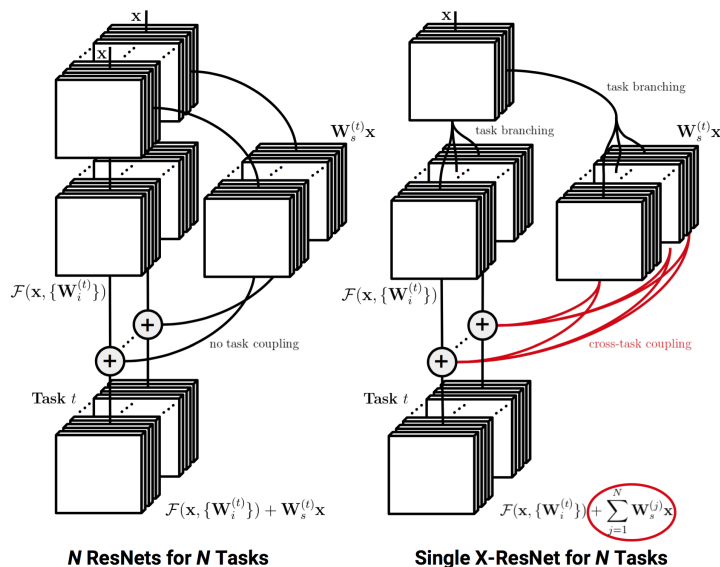 x
x
W_s^{(t)}x
F(x, {W_i^{(t)}})
+
+
no task coupling
Task t
F(x, {W_i^{(t)}}) + W_s^{(t)}x
N ResNets for N Tasks
x
task branching
task branching
W_s^{(t)}x
F(x, {W_i^{(t)}})
+
+
cross-task coupling
Task t
F(x, {W_i^{(t)}}) + \sum_{j=1}^{N} W_s^{(j)}x
Single X-ResNet for N Tasks